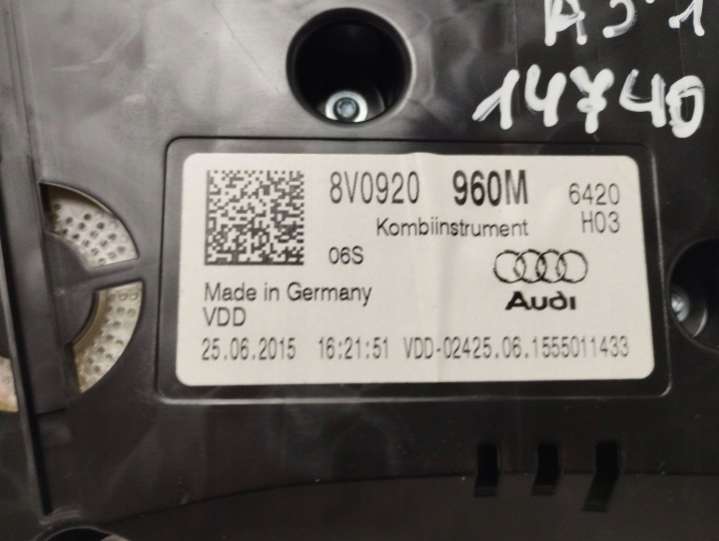 14740
8V0920 960M 6420
Kombiinstrument H03
06S
Audi
Made in Germany
VDD
25.06.2015 16:21:51 VDD-02425.06.1555011433